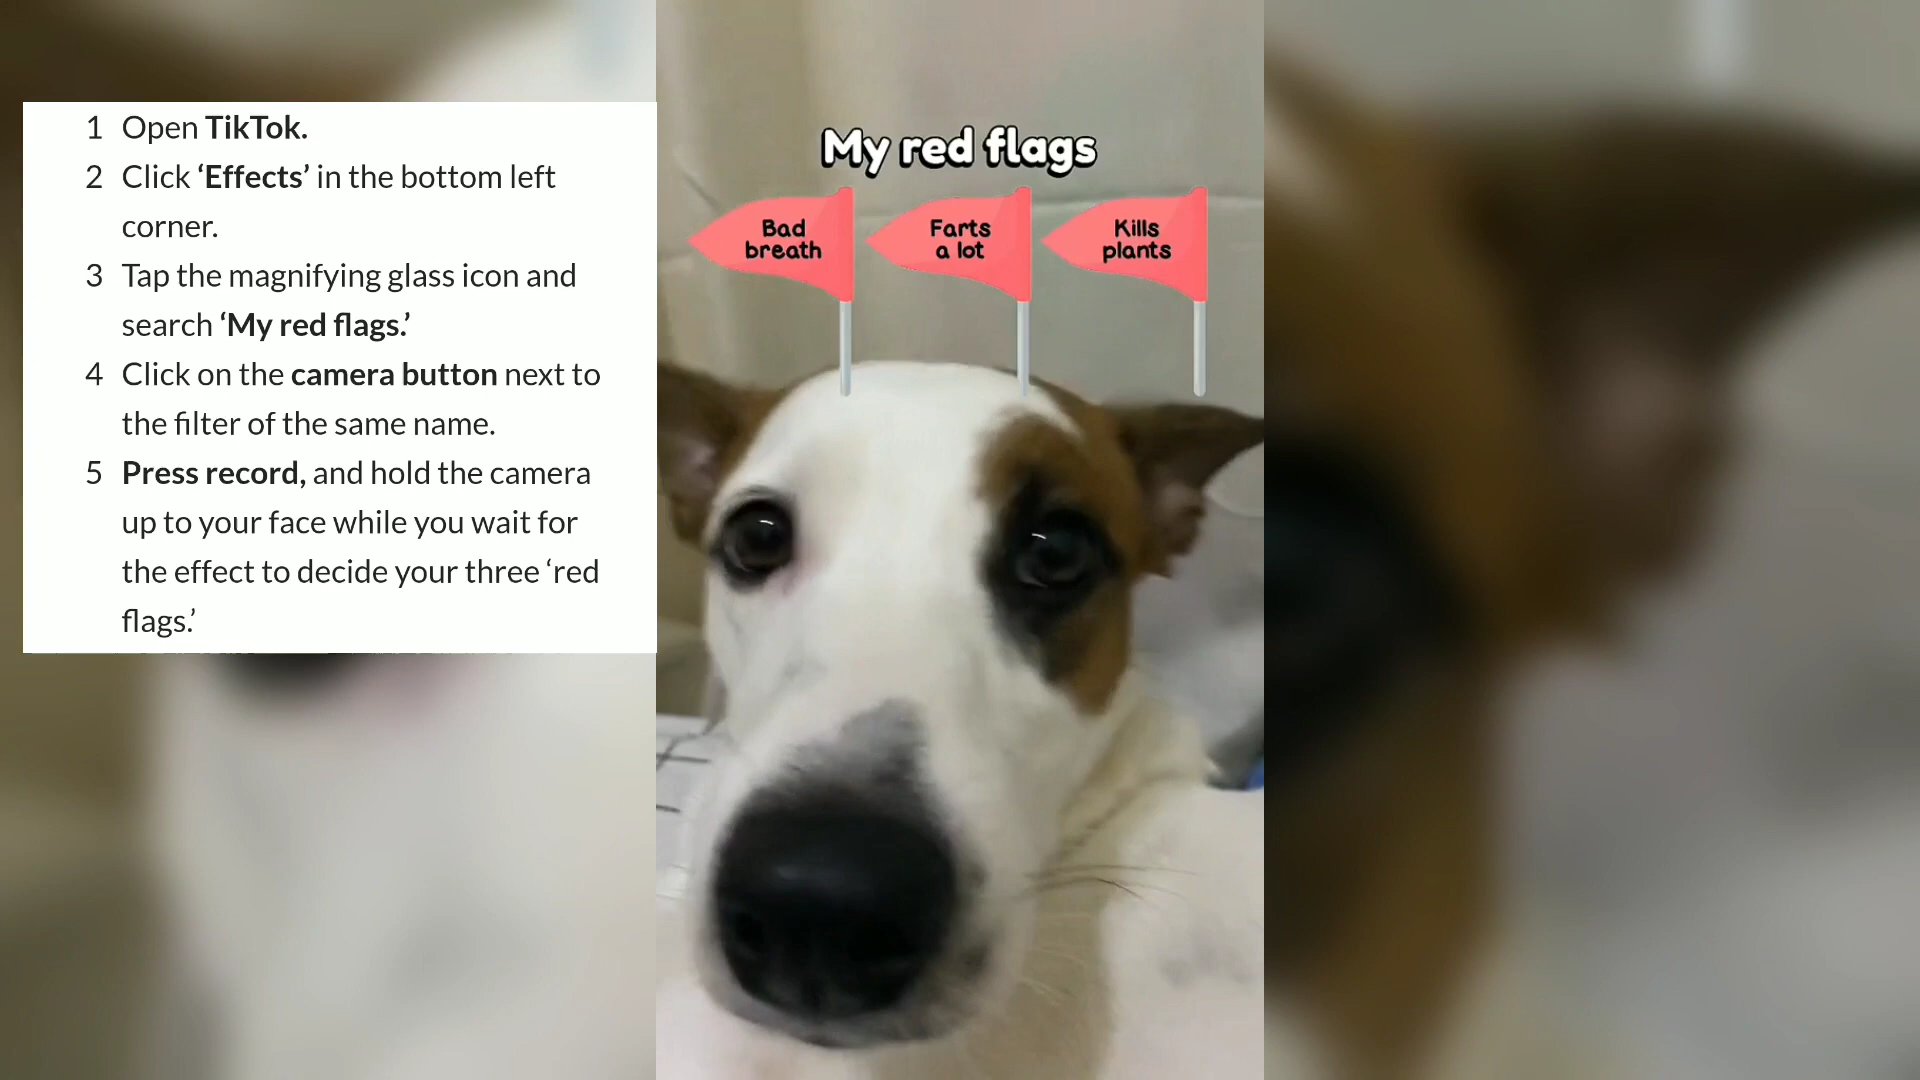 1 Open TikTok.
2 Click ‘Effects’ in the bottom left
corner.
3 Tap the magnifying glass icon and
search ‘My red flags.’
4 Click on the camera button next to
the filter of the same name.
5 Press record, and hold the camera
up to your face while you wait for
the effect to decide your three ‘red
flags.’
My red flags
Bad
breath
Farts
a lot
Kills
plants